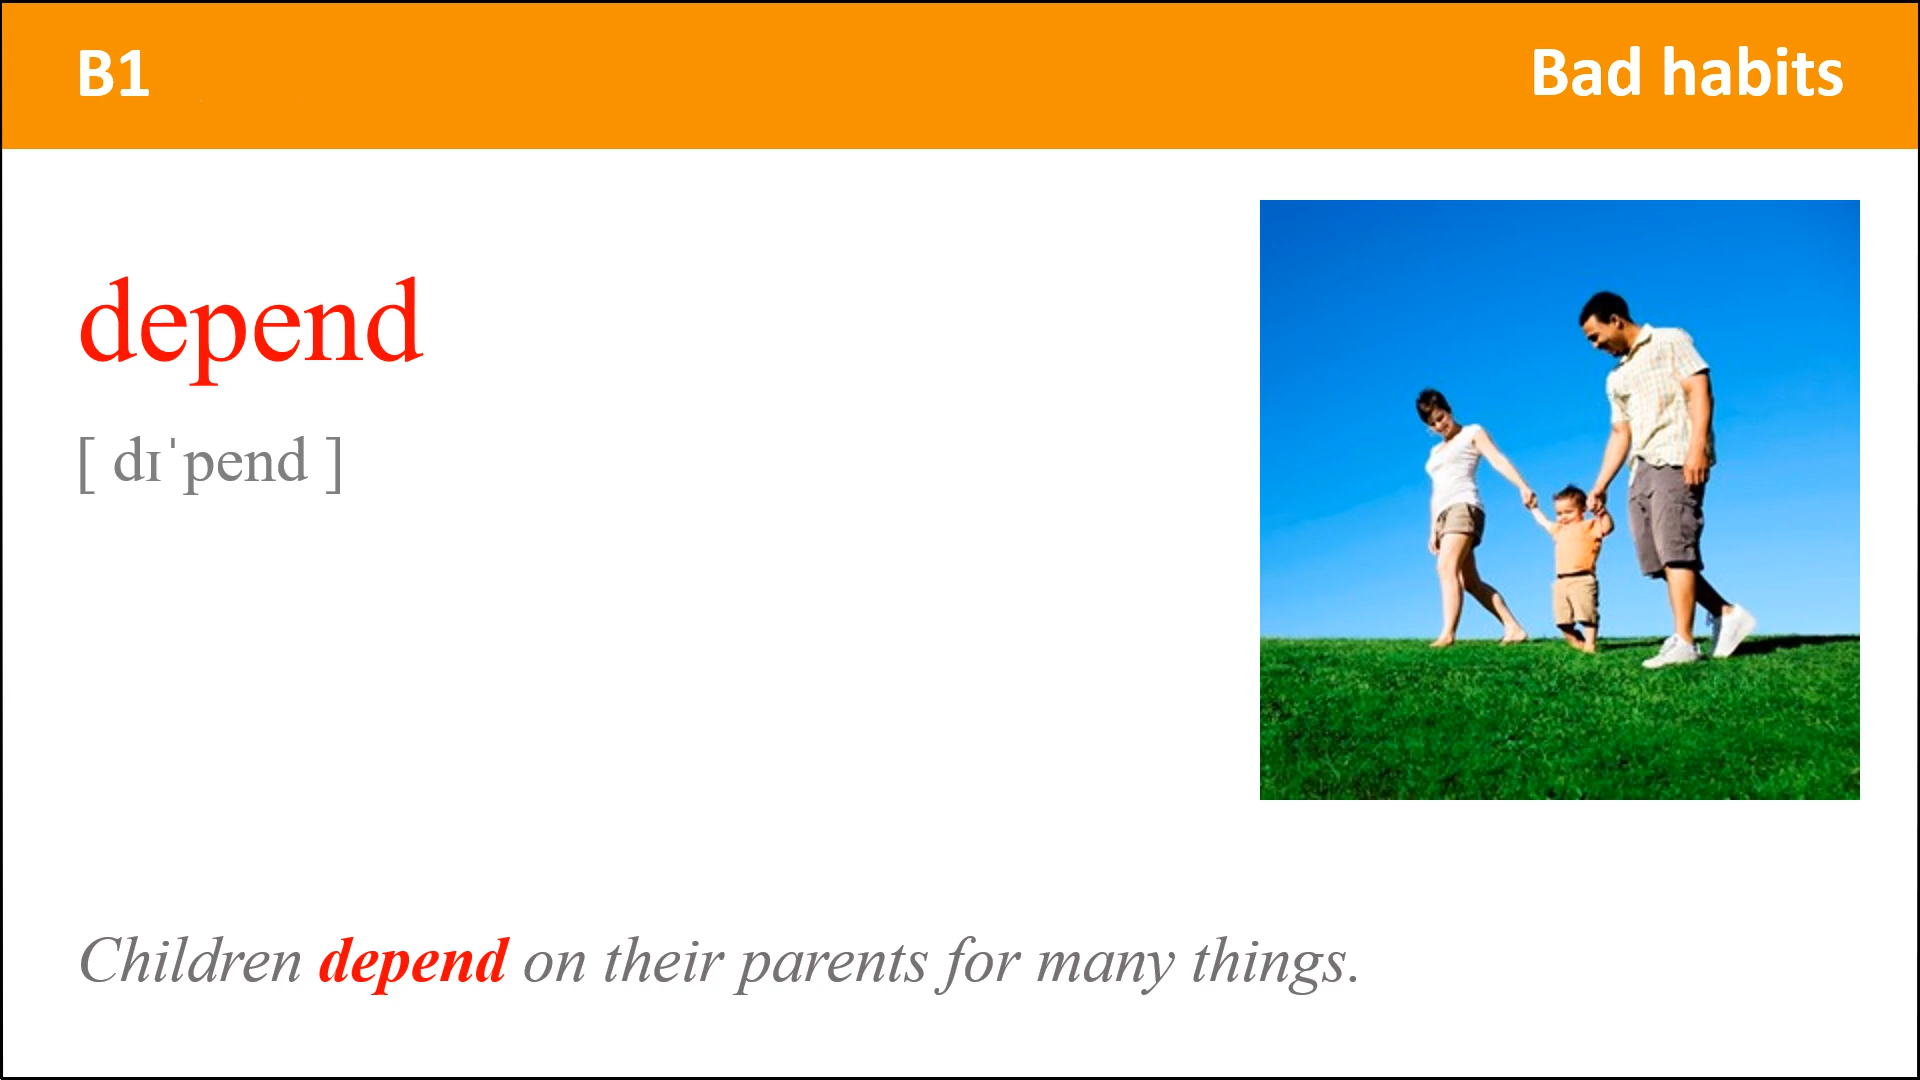 B1
Bad habits
depend
[ dɪˈpend ]
Children depend on their parents for many things.